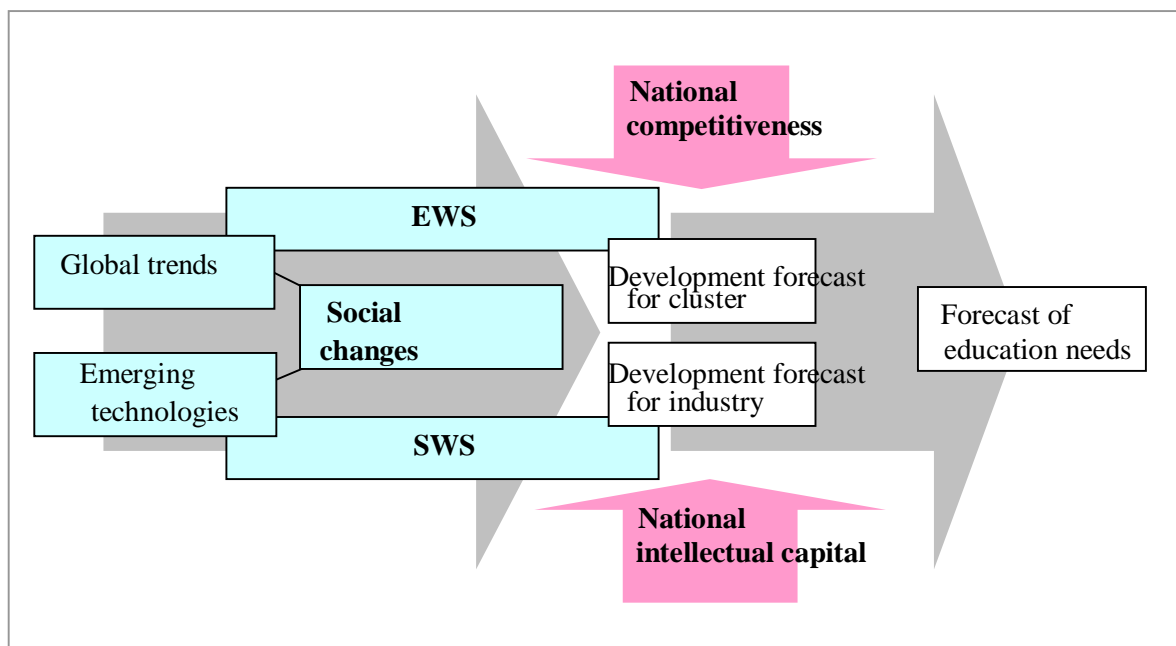 National
competitiveness
EWS
Global trends
Development forecast
for cluster
Social
changes
Forecast of
education needs
Emerging
technologies
Development forecast
for industry
SWS
National
intellectual capital